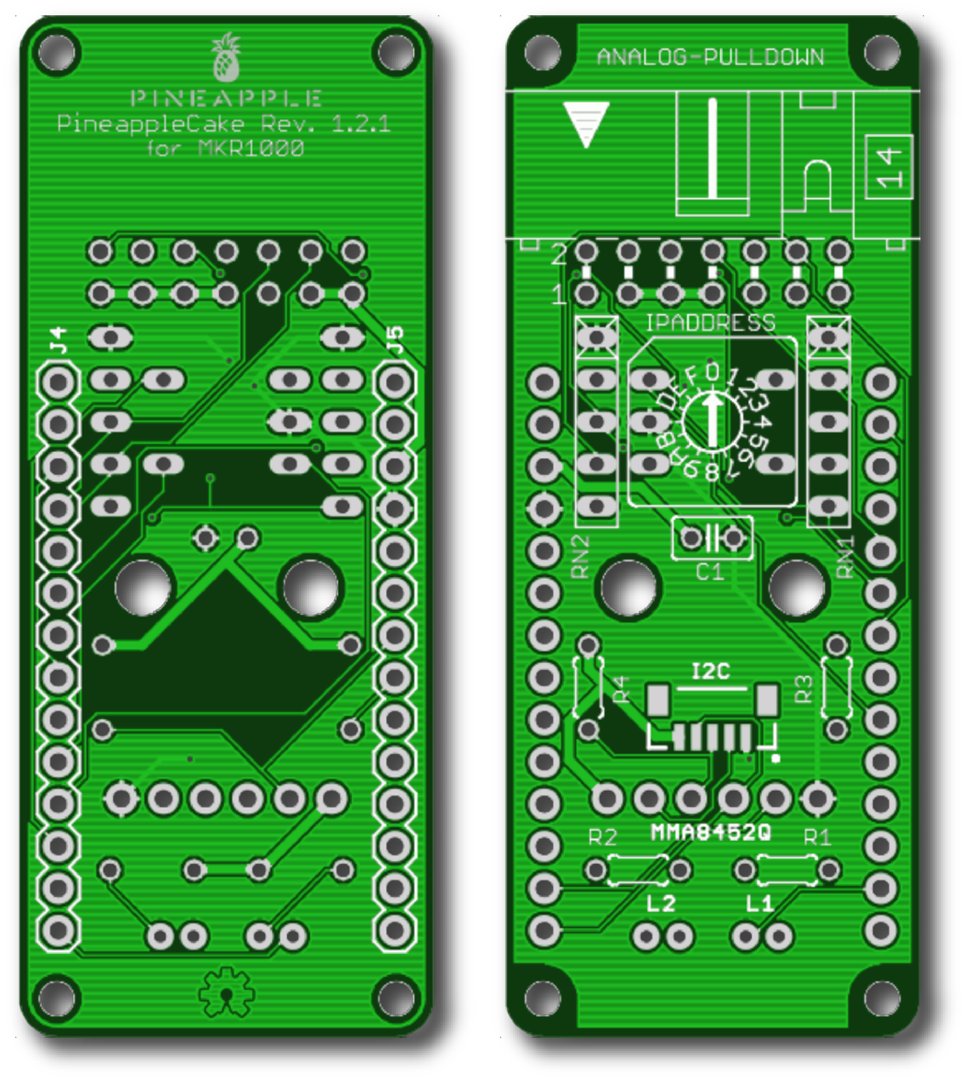 PINEAPPLE
PineappleCake Rev. 1.2.1
for MKR1000
J4
J5
ANALOG-PULLDOWN
14
2
1
IPADDRESS
0 1 2 3 4 5 6 7 8 9 A B C D E F
RN2
RN1
C1
I2C
R4
R3
MMA8452Q
R2
R1
L2
L1